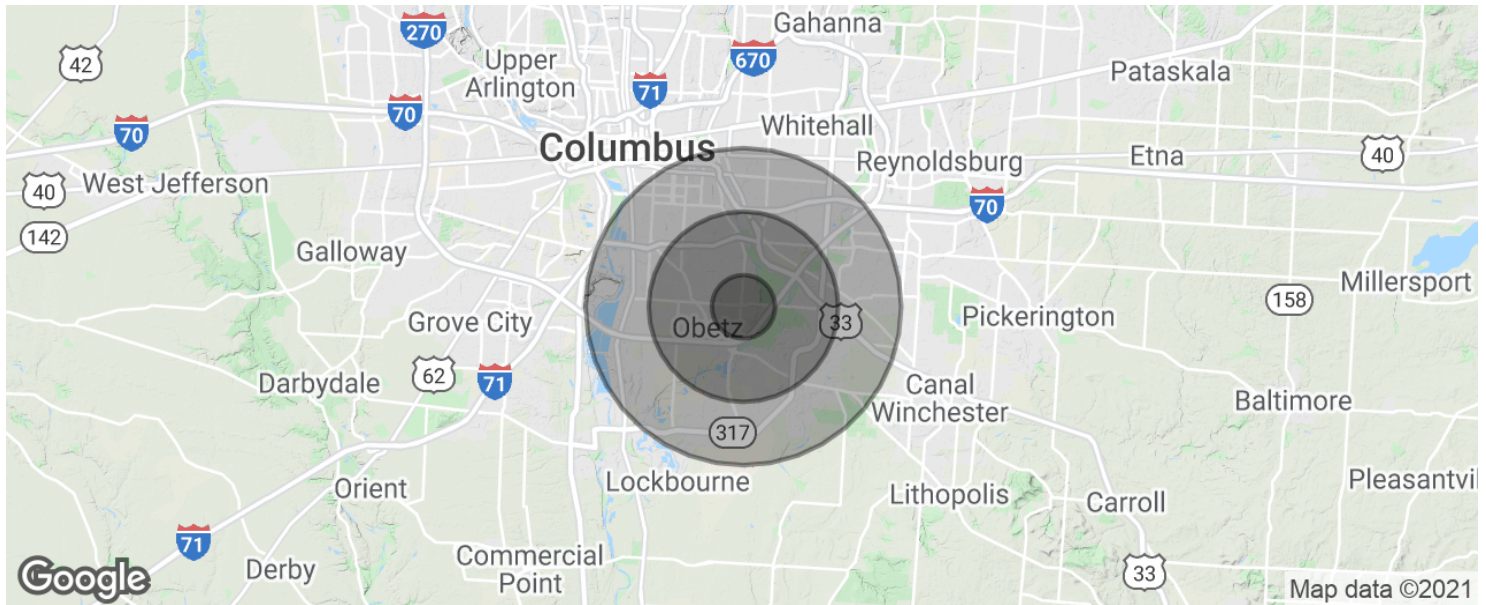 Gahanna
270
670
42
Upper
Arlington
Pataskala
71
70
70
Whitehall
Columbus
Reynoldsburg
Etna
40
West Jefferson
40
70
142
Galloway
Millersport
158
Grove City
Obetz
33
Pickerington
62
71
Darbydale
Canal
Winchester
Baltimore
317
Orient
Lockbourne
Lithopolis
Carroll
Pleasantvil
71
Commercial
Point
Derby
33
Google
Map data ©2021